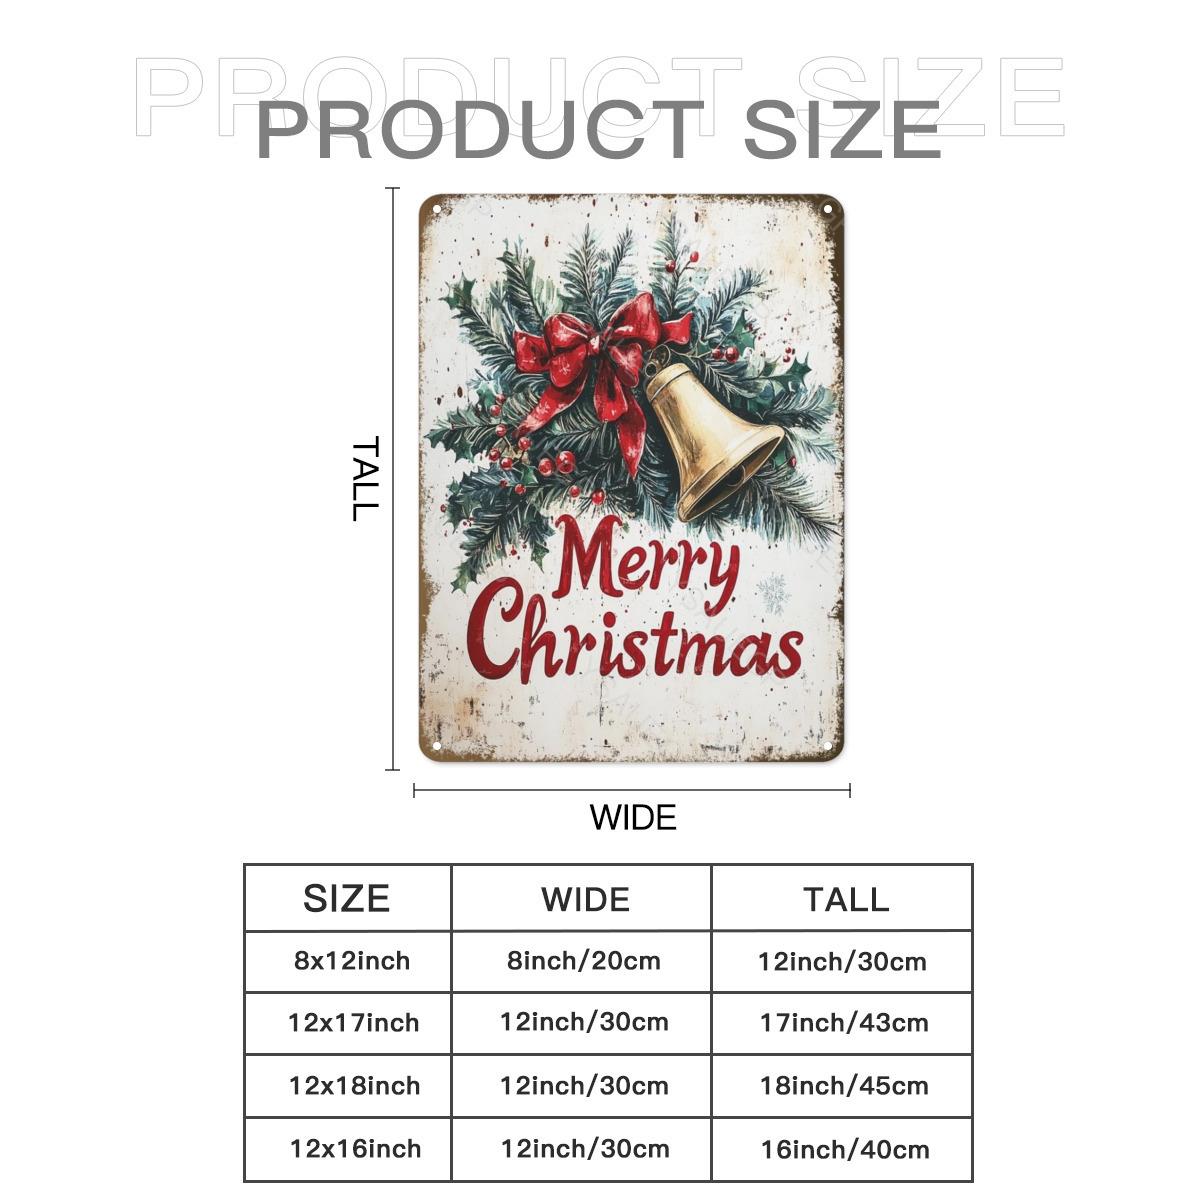 PRODUCT SIZE
PRODUCT SIZE
TALL
Merry
Christmas
WIDE
SIZE WIDE TALL
8x12inch 8inch/20cm 12inch/30cm
12x17inch 12inch/30cm 17inch/43cm
12x18inch 12inch/30cm 18inch/45cm
12x16inch 12inch/30cm 16inch/40cm